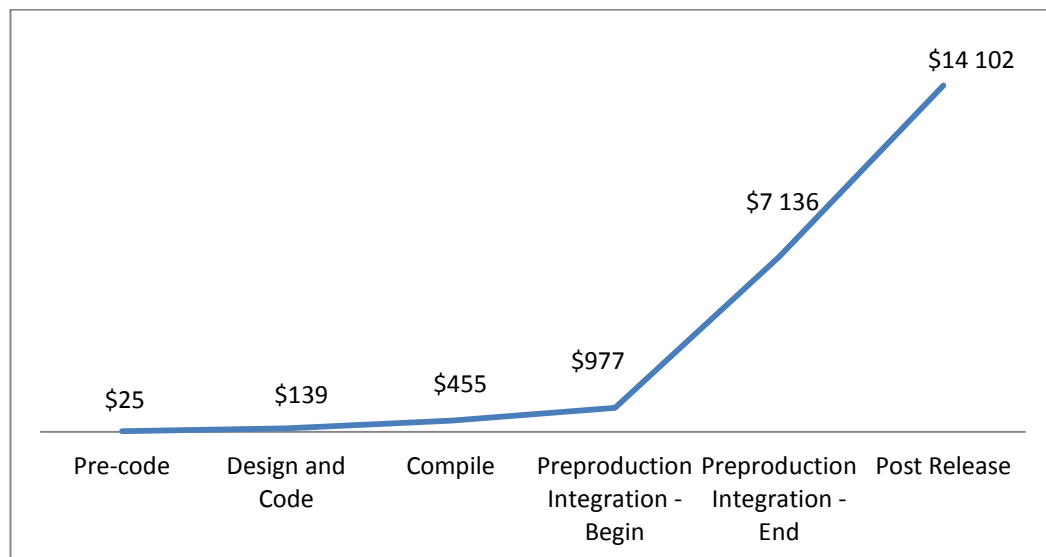 $14 102
$7 136
$977
$455
$139
$25
Pre-code
Design and
Code
Compile
Preproduction
Integration -
Begin
Preproduction
Integration -
End
Post Release